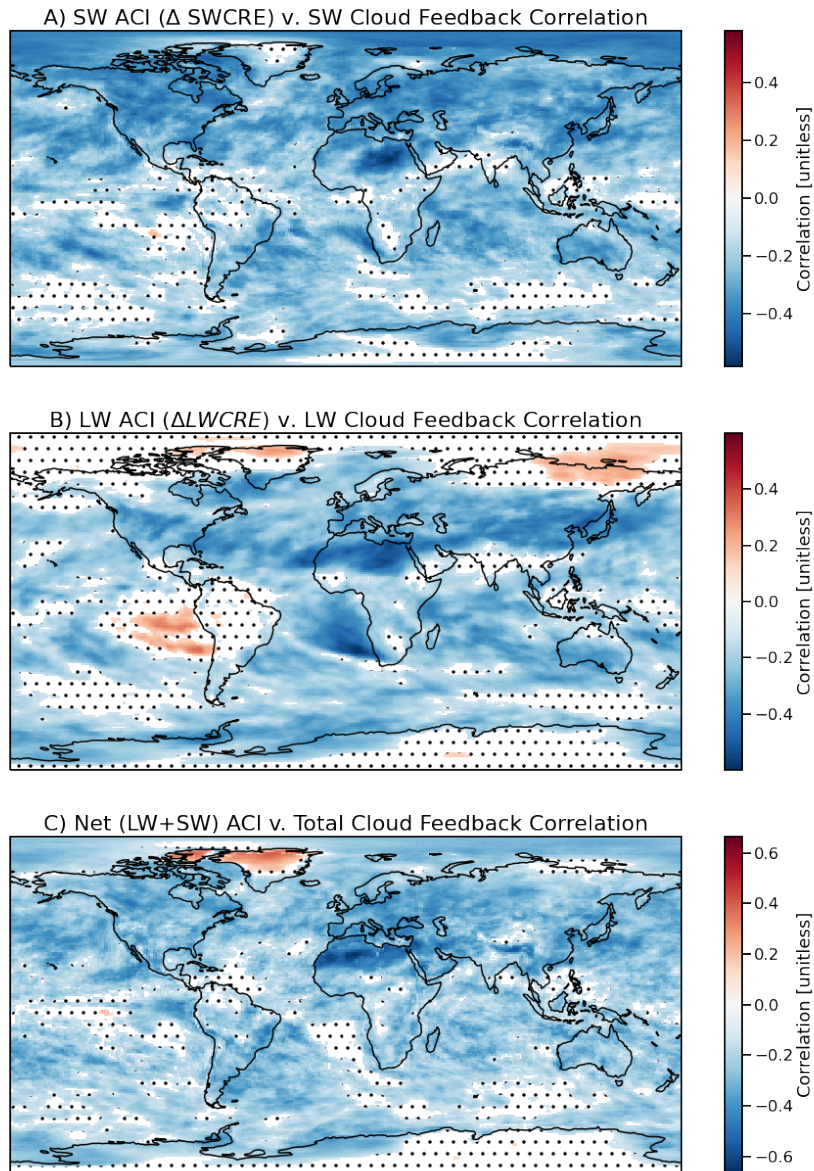 A) SW ACI (Δ SWCRE) v. SW Cloud Feedback Correlation
0.4
0.2
0.0
−0.2
−0.4
Correlation [unitless]
B) LW ACI (ΔLWCRE) v. LW Cloud Feedback Correlation
0.4
0.2
0.0
−0.2
−0.4
Correlation [unitless]
C) Net (LW+SW) ACI v. Total Cloud Feedback Correlation
0.6
0.4
0.2
0.0
−0.2
−0.4
−0.6
Correlation [unitless]